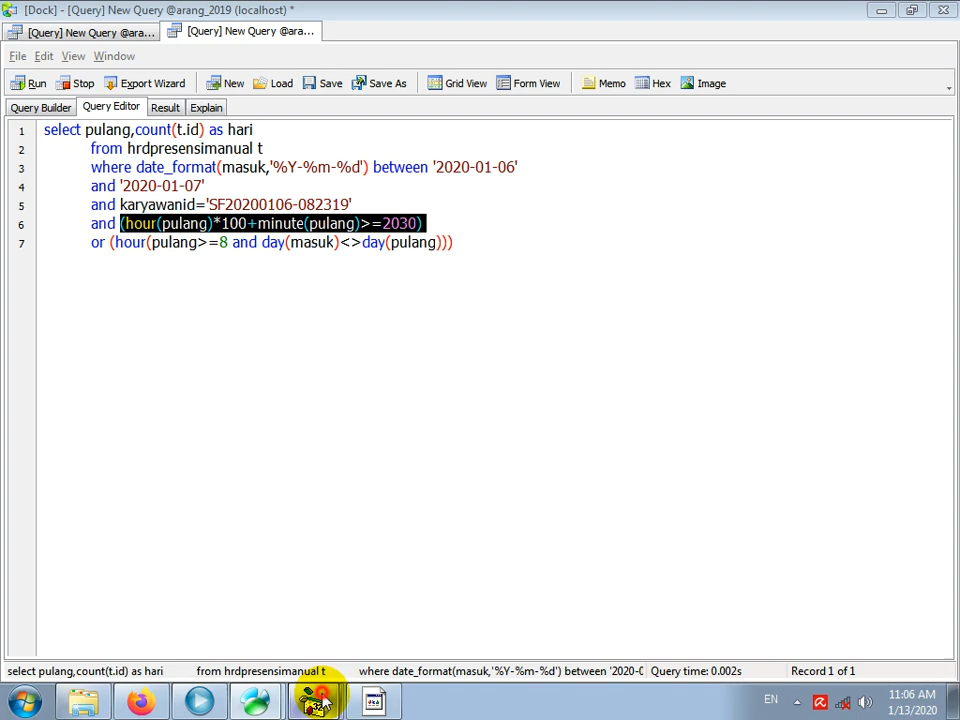 [Dock] - [Query] New Query @arang_2019 (localhost) *
[Query] New Query @ara...
[Query] New Query @ara...
File Edit View Window
Run Stop Export Wizard New Load Save Save As Grid View Form View Memo Hex Image
Query Builder Query Editor Result Explain
1 select pulang,count(t.id) as hari
2 from hrdpresensimanual t
3 where date_format(masuk,'%Y-%m-%d') between '2020-01-06'
4 and '2020-01-07'
5 and karyawanid='SF20200106-082319'
6 and (hour(pulang)*100+minute(pulang)>=2030)
7 or (hour(pulang>=8 and day(masuk)<>day(pulang)))
select pulang,count(t.id) as hari from hrdpresensimanual t where date_format(masuk,'%Y-%m-%d') between '2020-0 Query time: 0.002s Record 1 of 1
EN
11:06 AM
1/13/2020